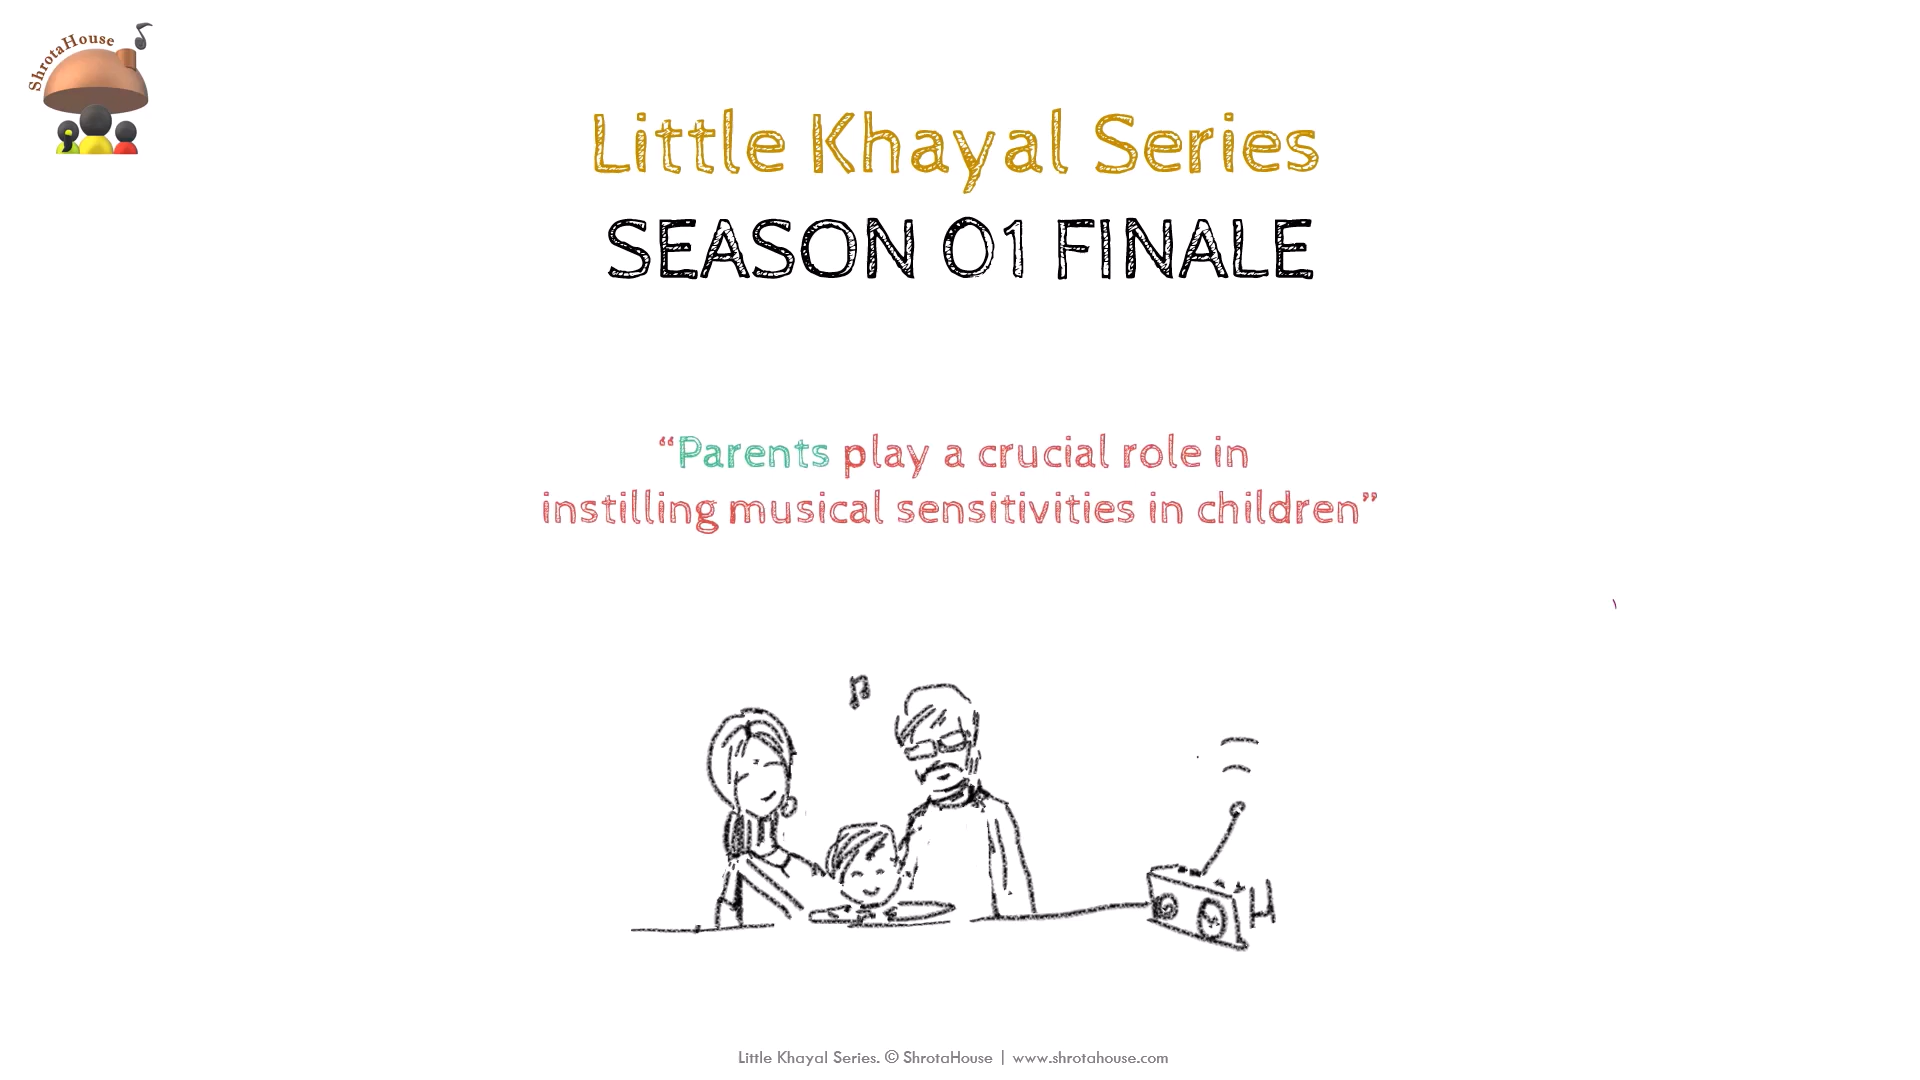 ShrotaHouse
Little Khayal Series
SEASON 01 FINALE
“Parents play a crucial role in
instilling musical sensitivities in children”
Little Khayal Series. © ShrotaHouse | www.shrotahouse.com